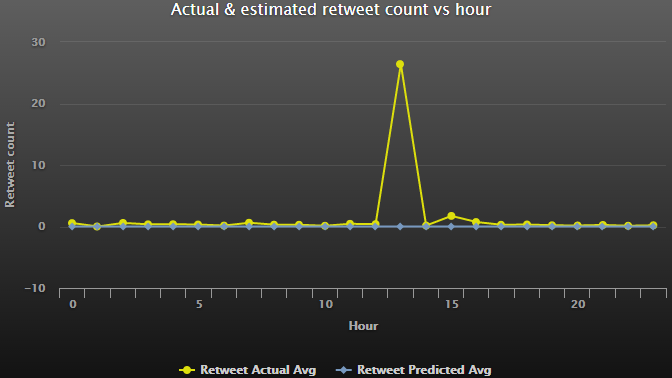 Actual & estimated retweet count vs hour
30
20
10
0
-10
Retweet count
0 5 10 15 20
Hour
Retweet Actual Avg Retweet Predicted Avg